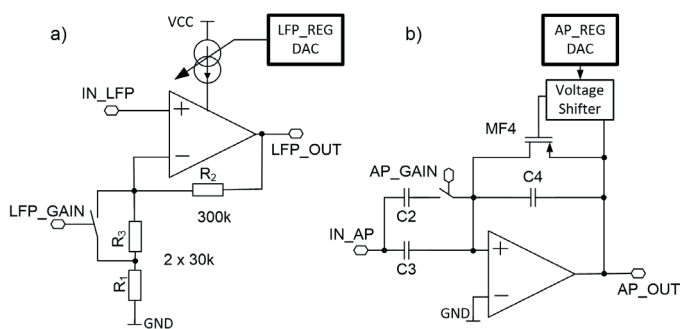 a)
VCC
LFP_REG
DAC
IN_LFP
+
−
LFP_OUT
R2
300k
LFP_GAIN
R3
2 x 30k
R1
GND
b)
AP_REG
DAC
Voltage
Shifter
MF4
AP_GAIN
C4
C2
IN_AP
C3
+
−
GND
AP_OUT